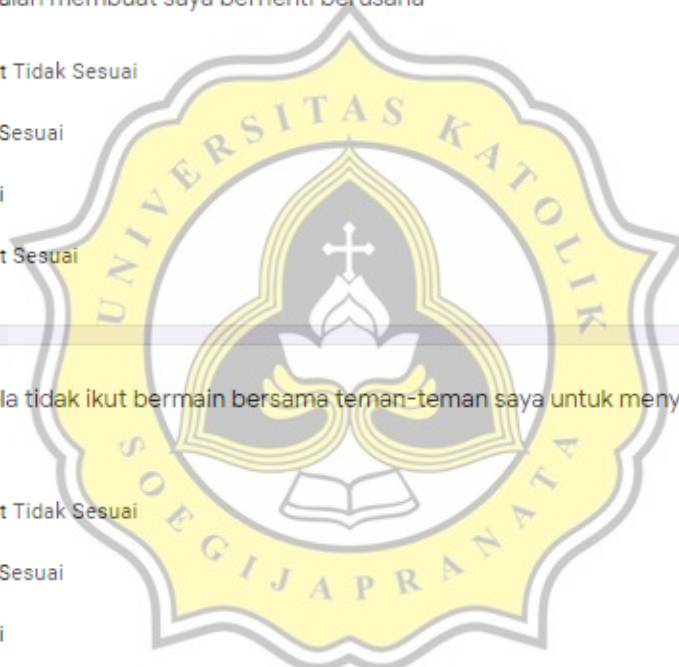 membuat saya berhenti berusaha
t Tidak Sesuai
Sesuai
i
t Sesuai
UNIVERSITAS KATOLIK
la tidak ikut bermain bersama teman-teman saya untuk meny
SOEGIJAPRANATA
t Tidak Sesuai
Sesuai
i